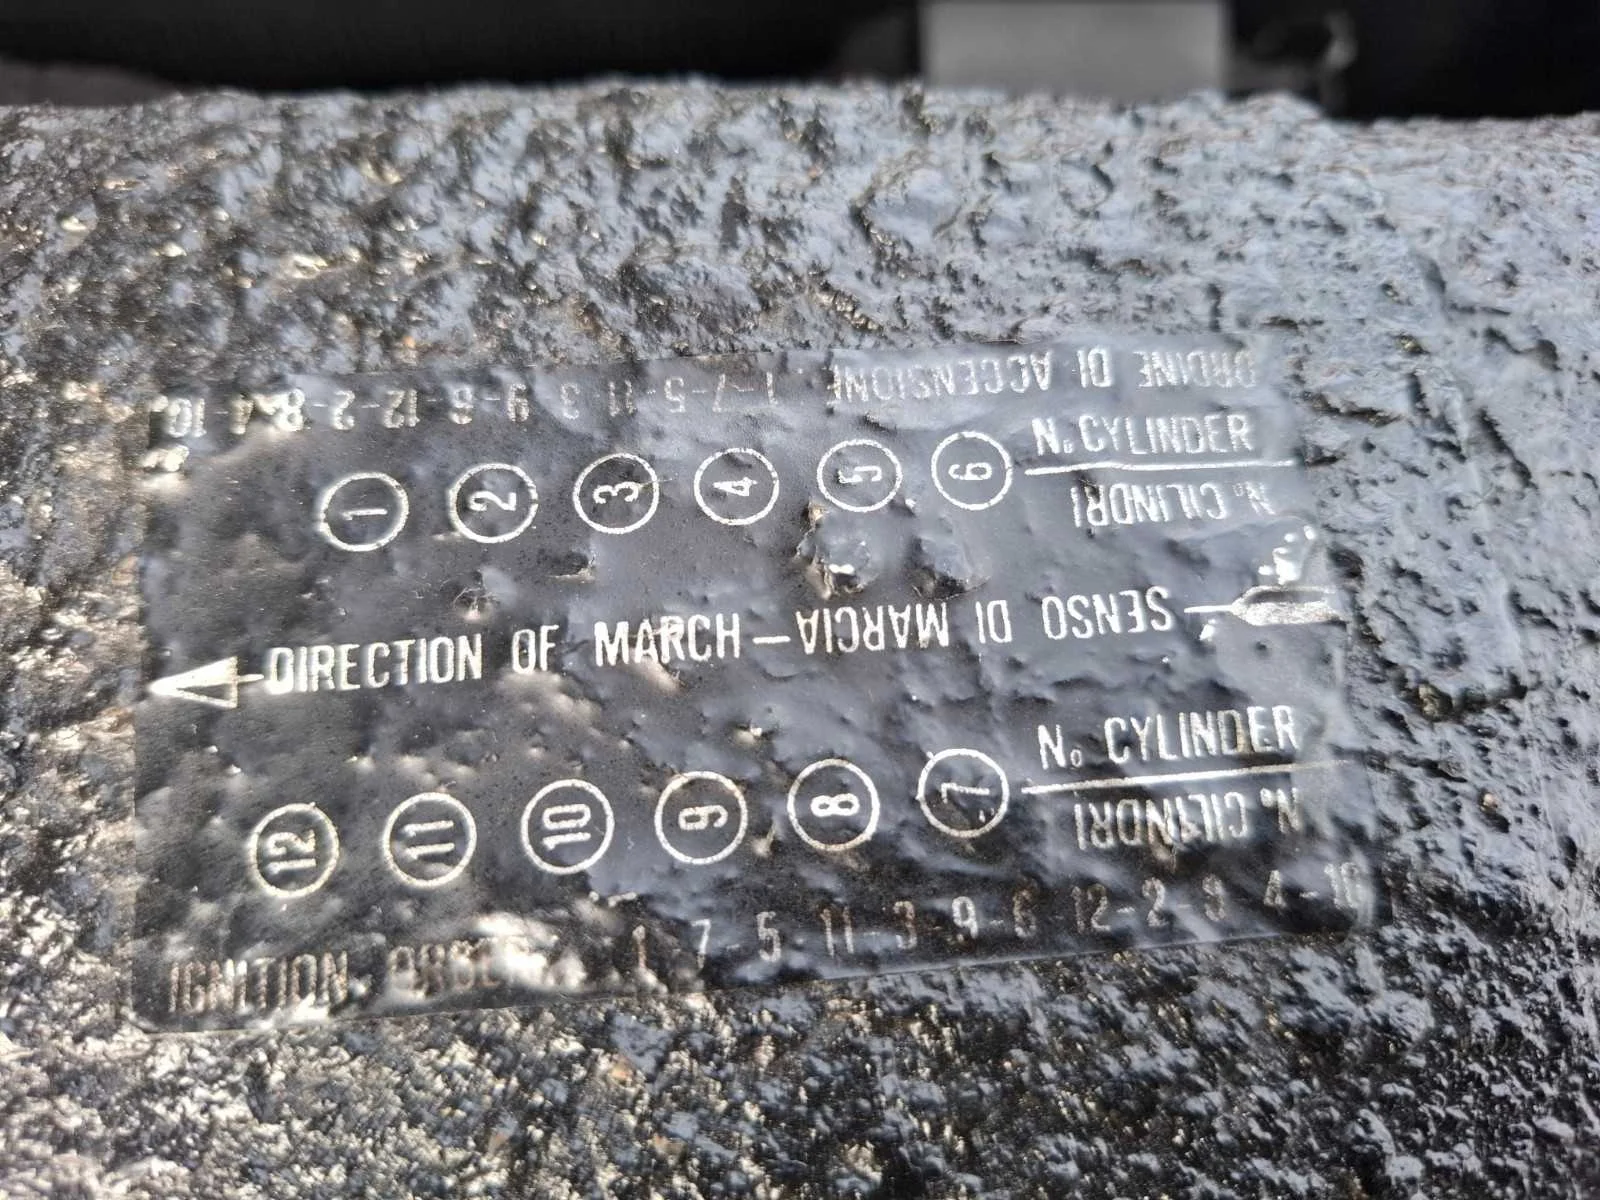 ORDINE DI ACCENSIONE 1-7-5-11 3 9-6 12-2-8-4-10
1 2 3 4 5 6 N. CYLINDER
N. CILINDRI
DIRECTION OF MARCH - SENSO DI MARCIA
N. CYLINDER
12 11 10 9 8 7
N. CILINDRI
IGNITION 1 7-5 11-3 9-6 12-2- 4-10